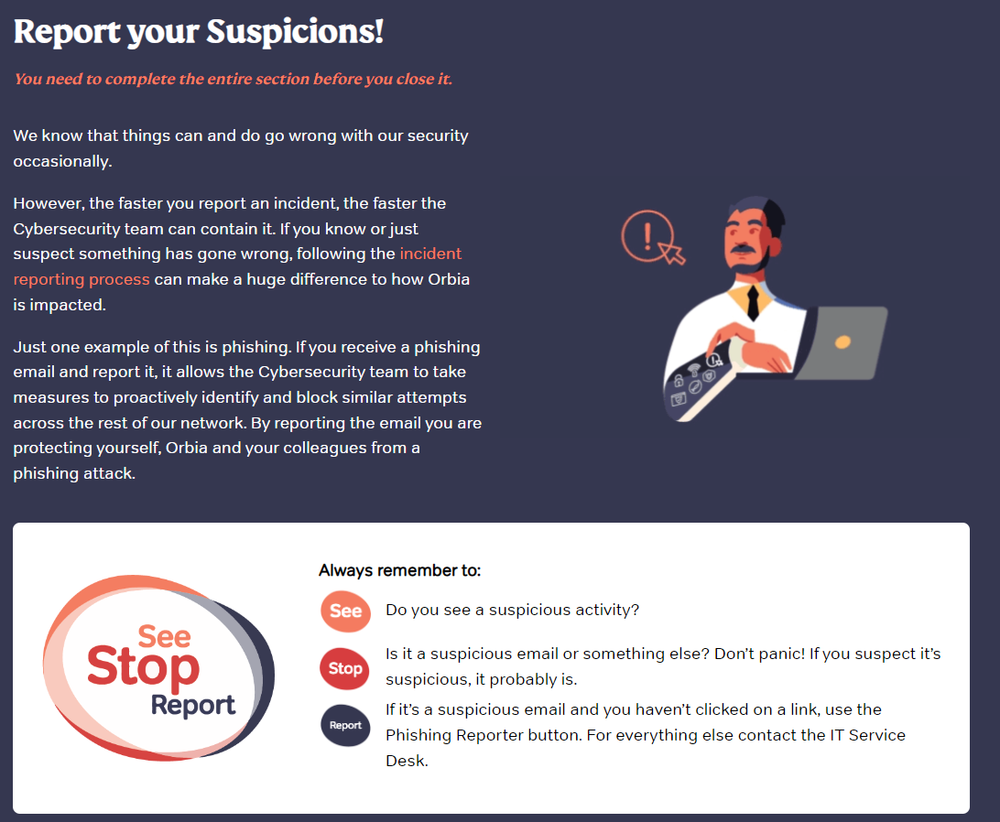 Report your Suspicions!
You need to complete the entire section before you close it.
We know that things can and do go wrong with our security
occasionally.
However, the faster you report an incident, the faster the
Cybersecurity team can contain it. If you know or just
suspect something has gone wrong, following the incident
reporting process can make a huge difference to how Orbia
is impacted.
Just one example of this is phishing. If you receive a phishing
email and report it, it allows the Cybersecurity team to take
measures to proactively identify and block similar attempts
across the rest of our network. By reporting the email you are
protecting yourself, Orbia and your colleagues from a
phishing attack.
See
Stop
Report
Always remember to:
See Do you see a suspicious activity?
Stop Is it a suspicious email or something else? Don’t panic! If you suspect it’s
suspicious, it probably is.
Report If it’s a suspicious email and you haven’t clicked on a link, use the
Phishing Reporter button. For everything else contact the IT Service
Desk.